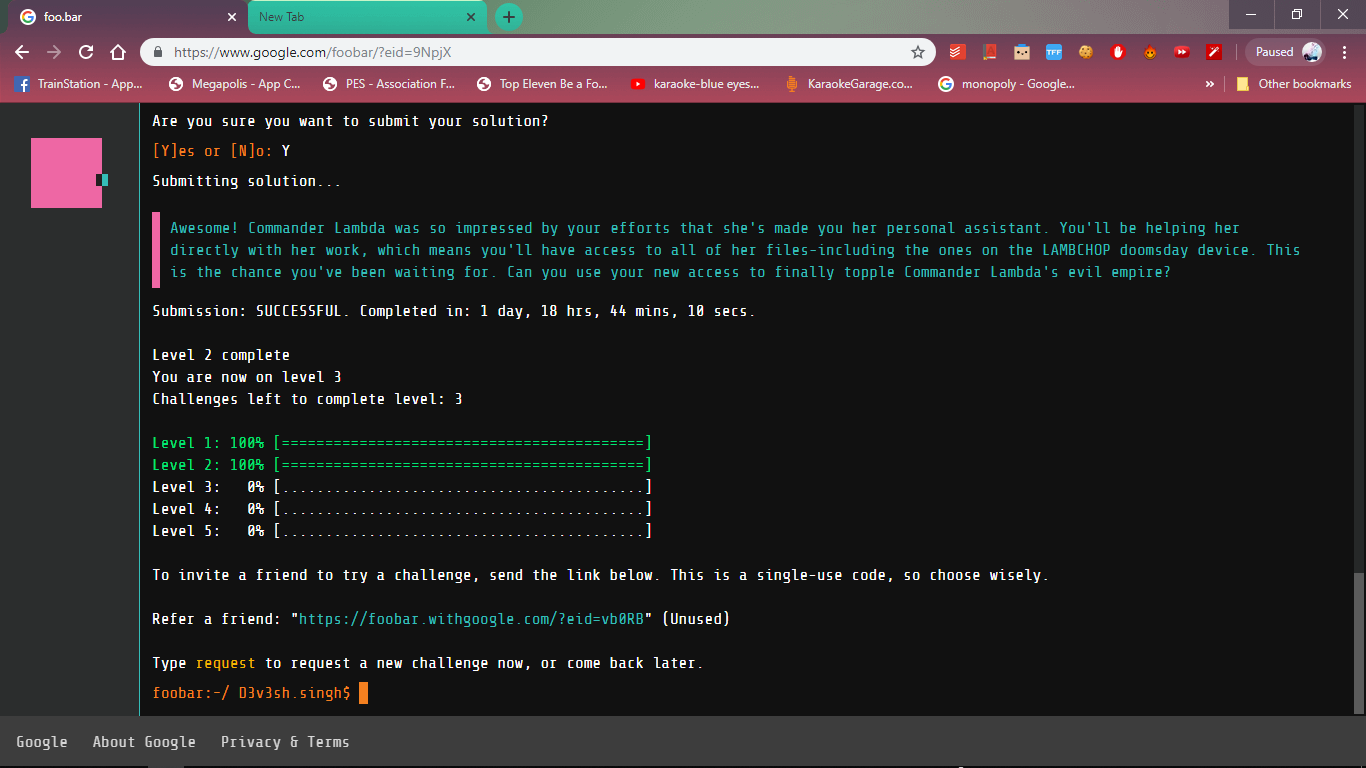 foo.bar
New Tab
https://www.google.com/foobar/?eid=9NpjX
TFF
Paused
TrainStation - App...
Megapolis - App C...
PES - Association F...
Top Eleven Be a Fo...
karaoke-blue eyes...
KaraokeGarage.co...
monopoly - Google...
»
Other bookmarks
Are you sure you want to submit your solution?
[Y]es or [N]o: Y
Submitting solution...
Awesome! Commander Lambda was so impressed by your efforts that she's made you her personal assistant. You'll be helping her
directly with her work, which means you'll have access to all of her files-including the ones on the LAMBCHOP doomsday device. This
is the chance you've been waiting for. Can you use your new access to finally topple Commander Lambda's evil empire?
Submission: SUCCESSFUL. Completed in: 1 day, 18 hrs, 44 mins, 10 secs.
Level 2 complete
You are now on level 3
Challenges left to complete level: 3
Level 1: 100% [==========================================]
Level 2: 100% [==========================================]
Level 3:   0% [..........................................]
Level 4:   0% [..........................................]
Level 5:   0% [..........................................]
To invite a friend to try a challenge, send the link below. This is a single-use code, so choose wisely.
Refer a friend: "https://foobar.withgoogle.com/?eid=vb0RB" (Unused)
Type request to request a new challenge now, or come back later.
foobar:~/ D3v3sh.singh$
Google   About Google   Privacy & Terms